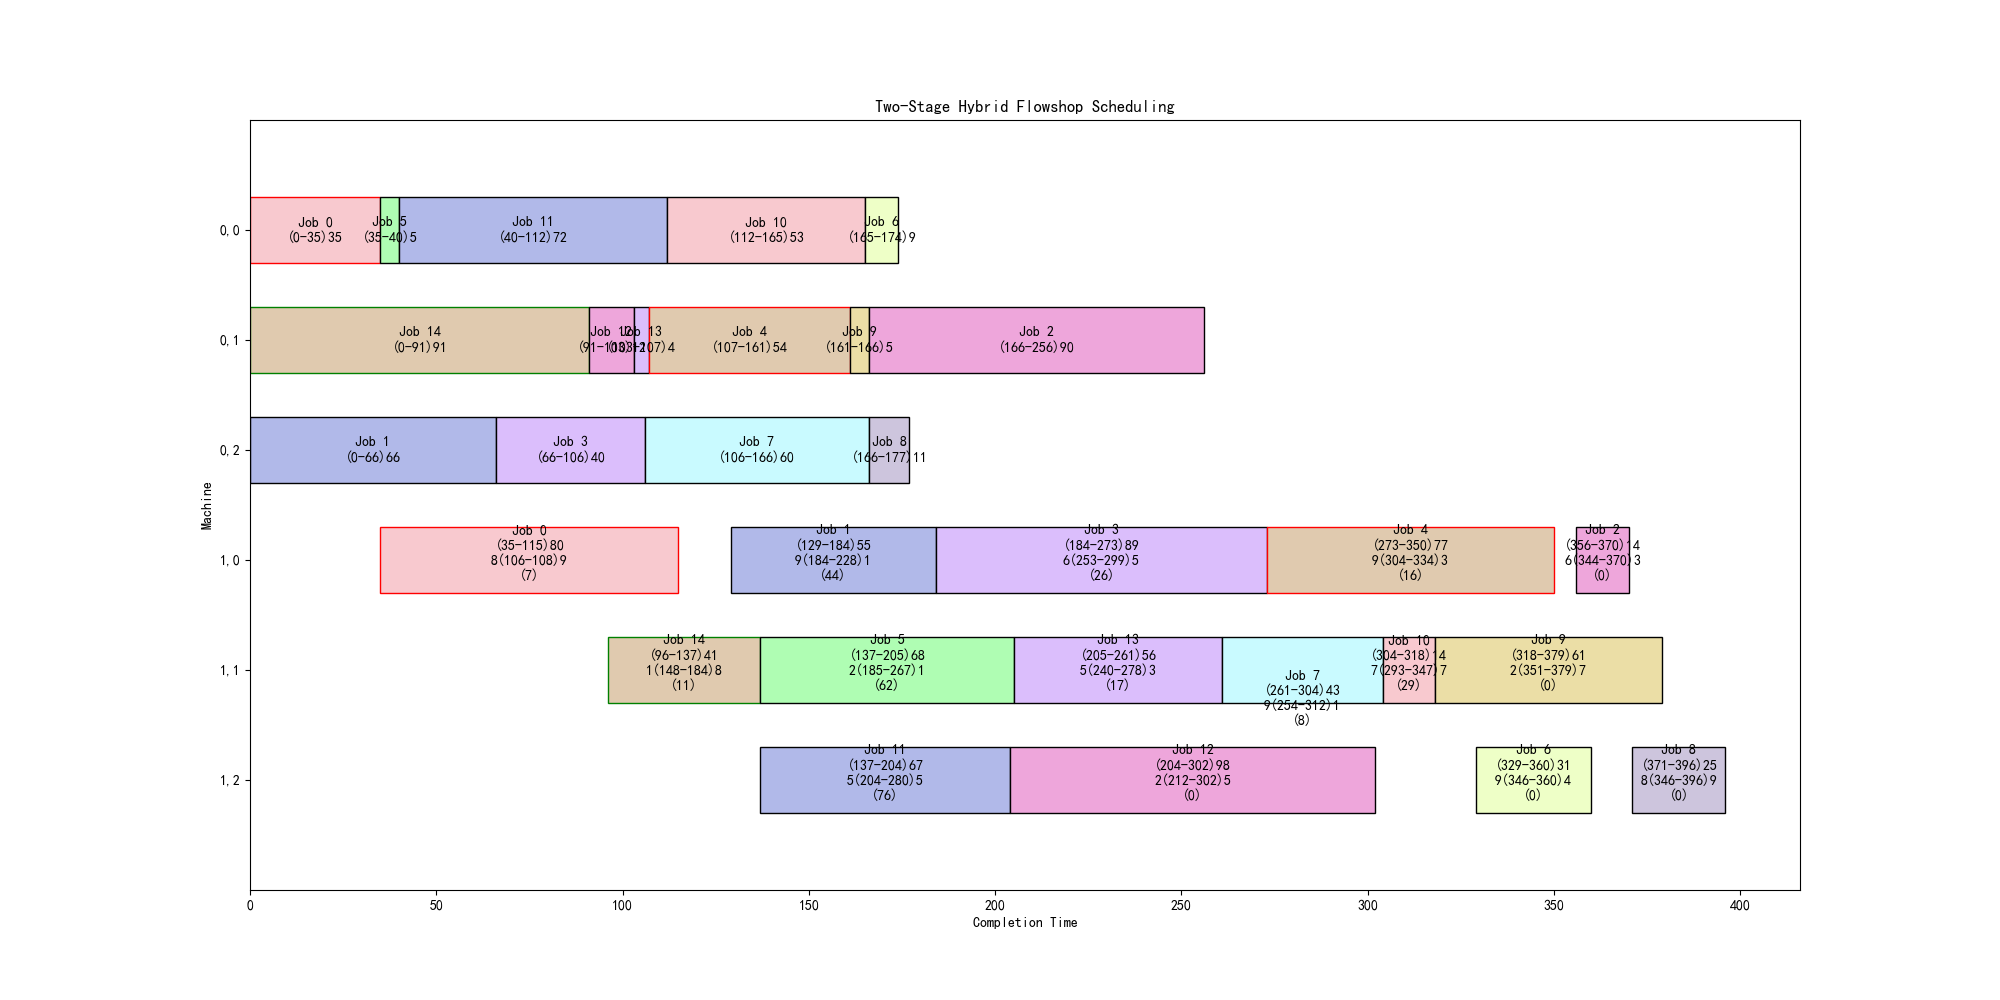 Two-Stage Hybrid Flowshop Scheduling
Machine
0,0
Job 0
(0-35)35
Job 5
(35-40)5
Job 11
(40-112)72
Job 10
(112-165)53
Job 6
(165-174)9
0,1
Job 14
(0-91)91
Job 12
(91-103)12
Job 13
(103-107)4
Job 4
(107-161)54
Job 9
(161-166)5
Job 2
(166-256)90
0,2
Job 1
(0-66)66
Job 3
(66-106)40
Job 7
(106-166)60
Job 8
(166-177)11
1,0
Job 0
(35-115)80
8(106-108)9
(7)
Job 1
(129-184)55
9(184-228)1
(44)
Job 3
(184-273)89
6(253-299)5
(26)
Job 4
(273-350)77
9(304-334)3
(16)
Job 2
(356-370)14
6(344-370)3
(0)
1,1
Job 14
(96-137)41
1(148-184)8
(11)
Job 5
(137-205)68
2(185-267)1
(62)
Job 13
(205-261)56
5(240-278)3
(17)
Job 7
(261-304)43
9(254-312)1
(8)
Job 10
(304-318)14
7(293-347)7
(29)
Job 9
(318-379)61
2(351-379)7
(0)
1,2
Job 11
(137-204)67
5(204-280)5
(76)
Job 12
(204-302)98
2(212-302)5
(0)
Job 6
(329-360)31
9(346-360)4
(0)
Job 8
(371-396)25
8(346-396)9
(0)
0
50
100
150
200
250
300
350
400
Completion Time